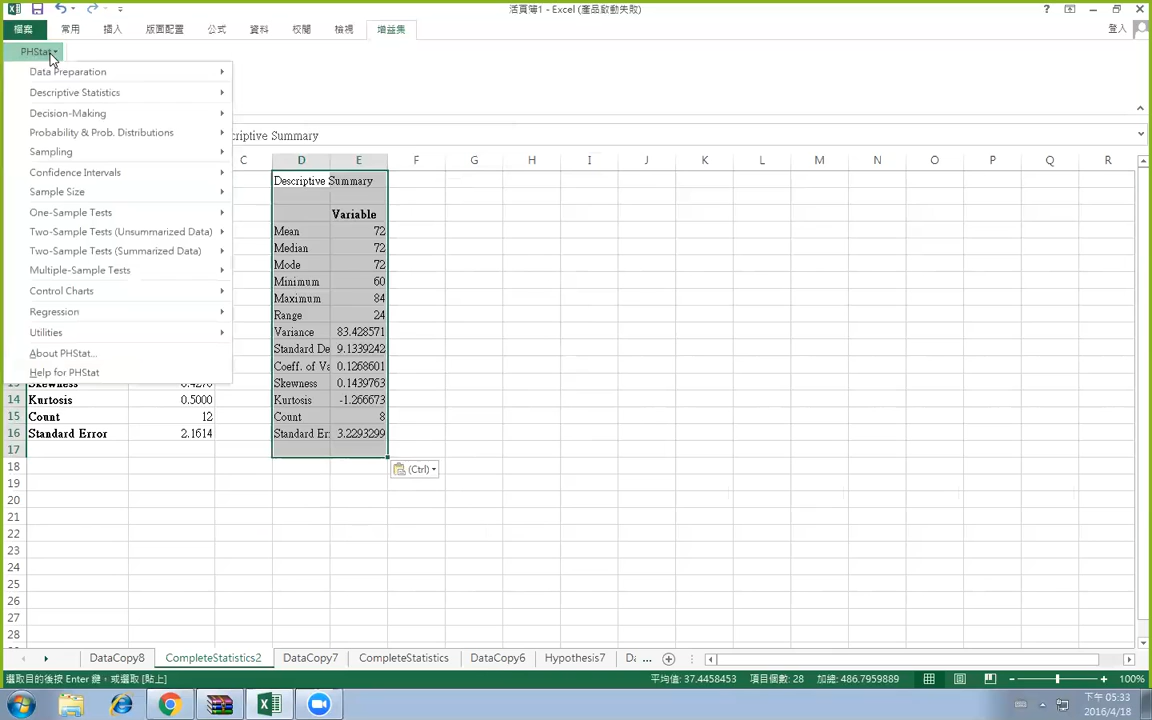 活頁簿1 - Excel (產品啟動失敗)
檔案 常用 插入 版面配置 公式 資料 校閱 檢視 增益集 登入
PHStat
Data Preparation
Descriptive Statistics
Decision-Making
Probability & Prob. Distributions
Sampling
Confidence Intervals
Sample Size
One-Sample Tests
Two-Sample Tests (Unsummarized Data)
Two-Sample Tests (Summarized Data)
Multiple-Sample Tests
Control Charts
Regression
Utilities
About PHStat...
Help for PHStat
criptive Summary
C D E F G H I J K L M N O P Q R
Descriptive Summary
Variable
Mean 72
Median 72
Mode 72
Minimum 60
Maximum 84
Range 24
Variance 83.428571
Standard De 9.1339242
Coeff. of Va 0.1268601
Skewness 0.1439763
Kurtosis -1.266673
Count 8
Standard Er: 3.2293299
14 Kurtosis 0.5000
15 Count 12
16 Standard Error 2.1614
17
(Ctrl)
18
19
20
21
22
23
24
25
26
27
28
DataCopy8 CompleteStatistics2 DataCopy7 CompleteStatistics DataCopy6 Hypothesis7 Da ...
選取目的後按 Enter 鍵，或選取 [貼上] 平均值: 37.4458453 項目個數: 28 加總: 486.7959889 100%
下午 05:33
2016/4/18